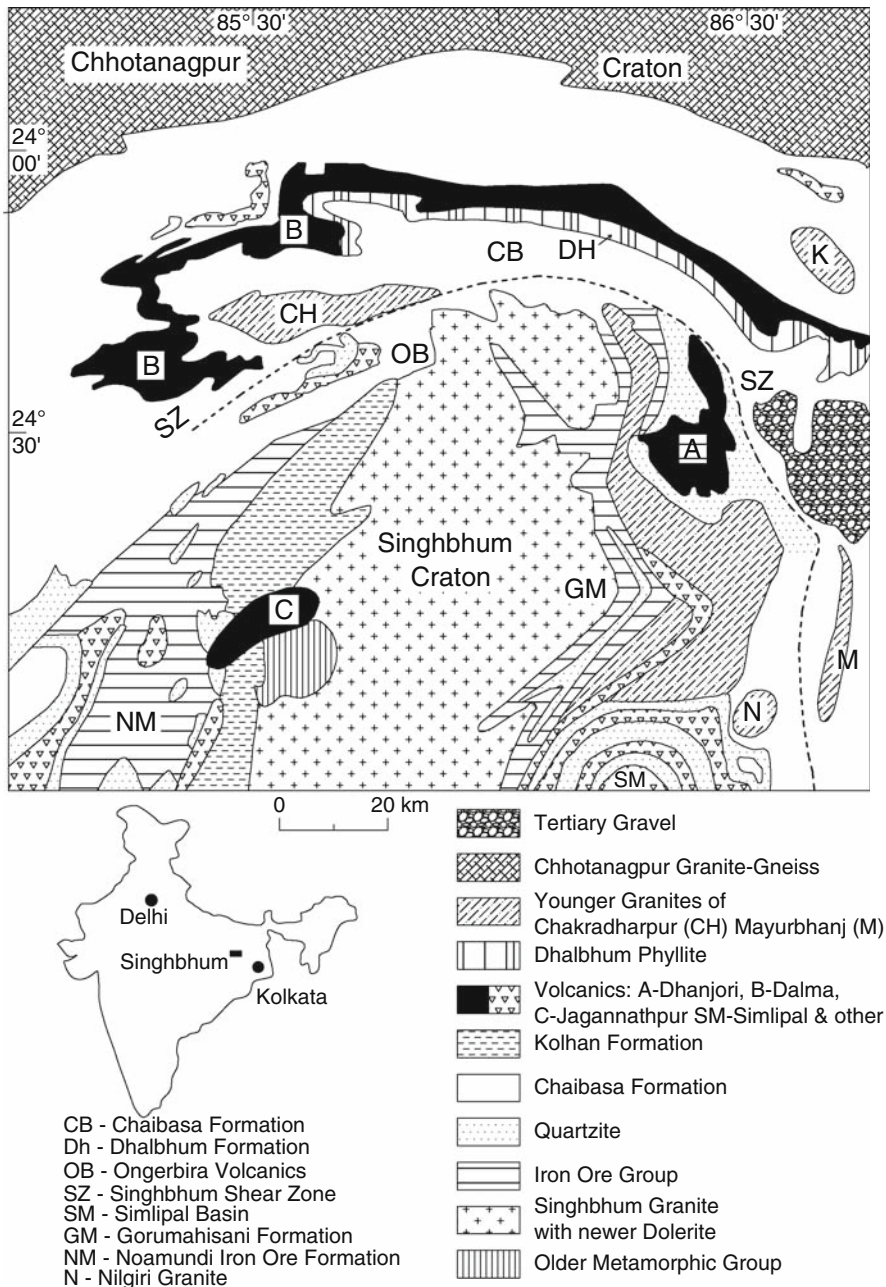 85° 30'
86° 30'
Chhotanagpur
Craton
24°
00'
B
CB
DH
K
CH
B
OB
SZ
SZ
24°
30'
A
Singhbhum
Craton
GM
C
M
NM
N
SM
0
20 km
Delhi
Singhbhum
Kolkata
CB - Chaibasa Formation
Dh - Dhalbhum Formation
OB - Ongerbira Volcanics
SZ - Singhbhum Shear Zone
SM - Simlipal Basin
GM - Gorumahisani Formation
NM - Noamundi Iron Ore Formation
N - Nilgiri Granite
Tertiary Gravel
Chhotanagpur Granite-Gneiss
Younger Granites of
Chakradharpur (CH) Mayurbhanj (M)
Dhalbhum Phyllite
Volcanics: A-Dhanjori, B-Dalma,
C-Jagannathpur SM-Simlipal & other
Kolhan Formation
Chaibasa Formation
Quartzite
Iron Ore Group
Singhbhum Granite
with newer Dolerite
Older Metamorphic Group